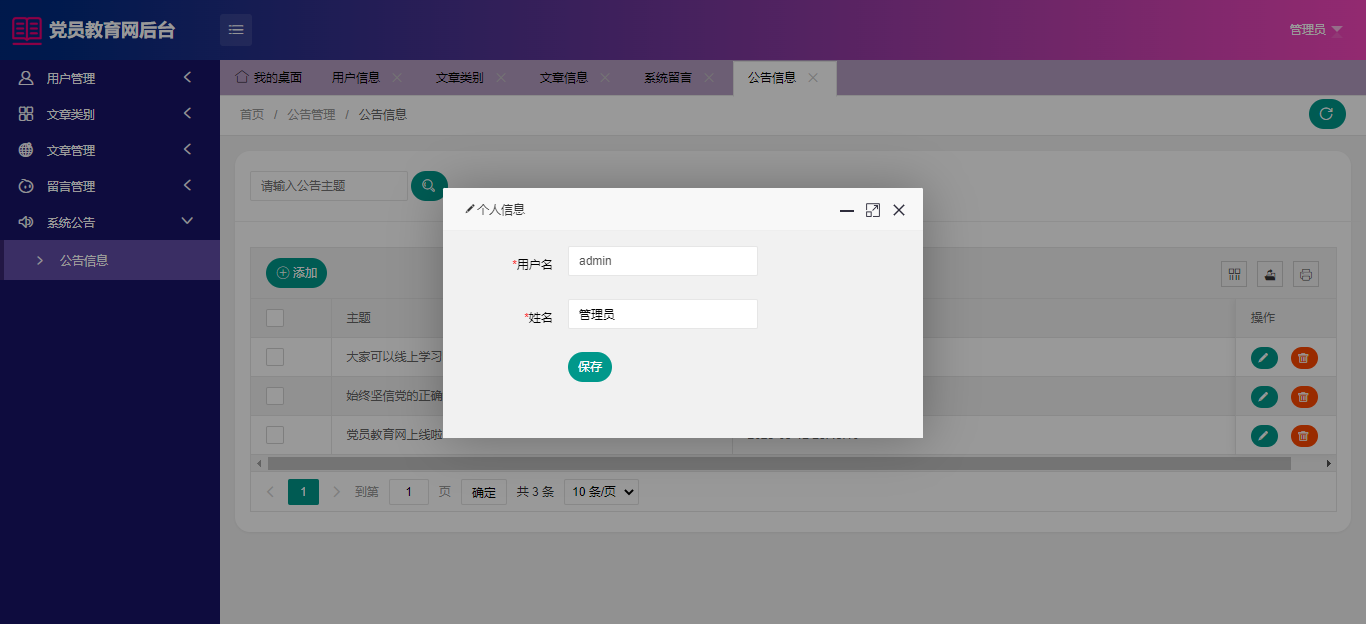 党员教育网后台
管理员
用户管理
文章类别
文章管理
留言管理
系统公告
公告信息
我的桌面 用户信息 文章类别 文章信息 系统留言 公告信息
首页 / 公告管理 / 公告信息
请输入公告主题
添加
主题 操作
大家可以线上学习
始终坚信党的正确
党员教育网上线啦
个人信息
*用户名 admin
*姓名 管理员
保存
1 到第 1 页 确定 共 3 条 10 条/页